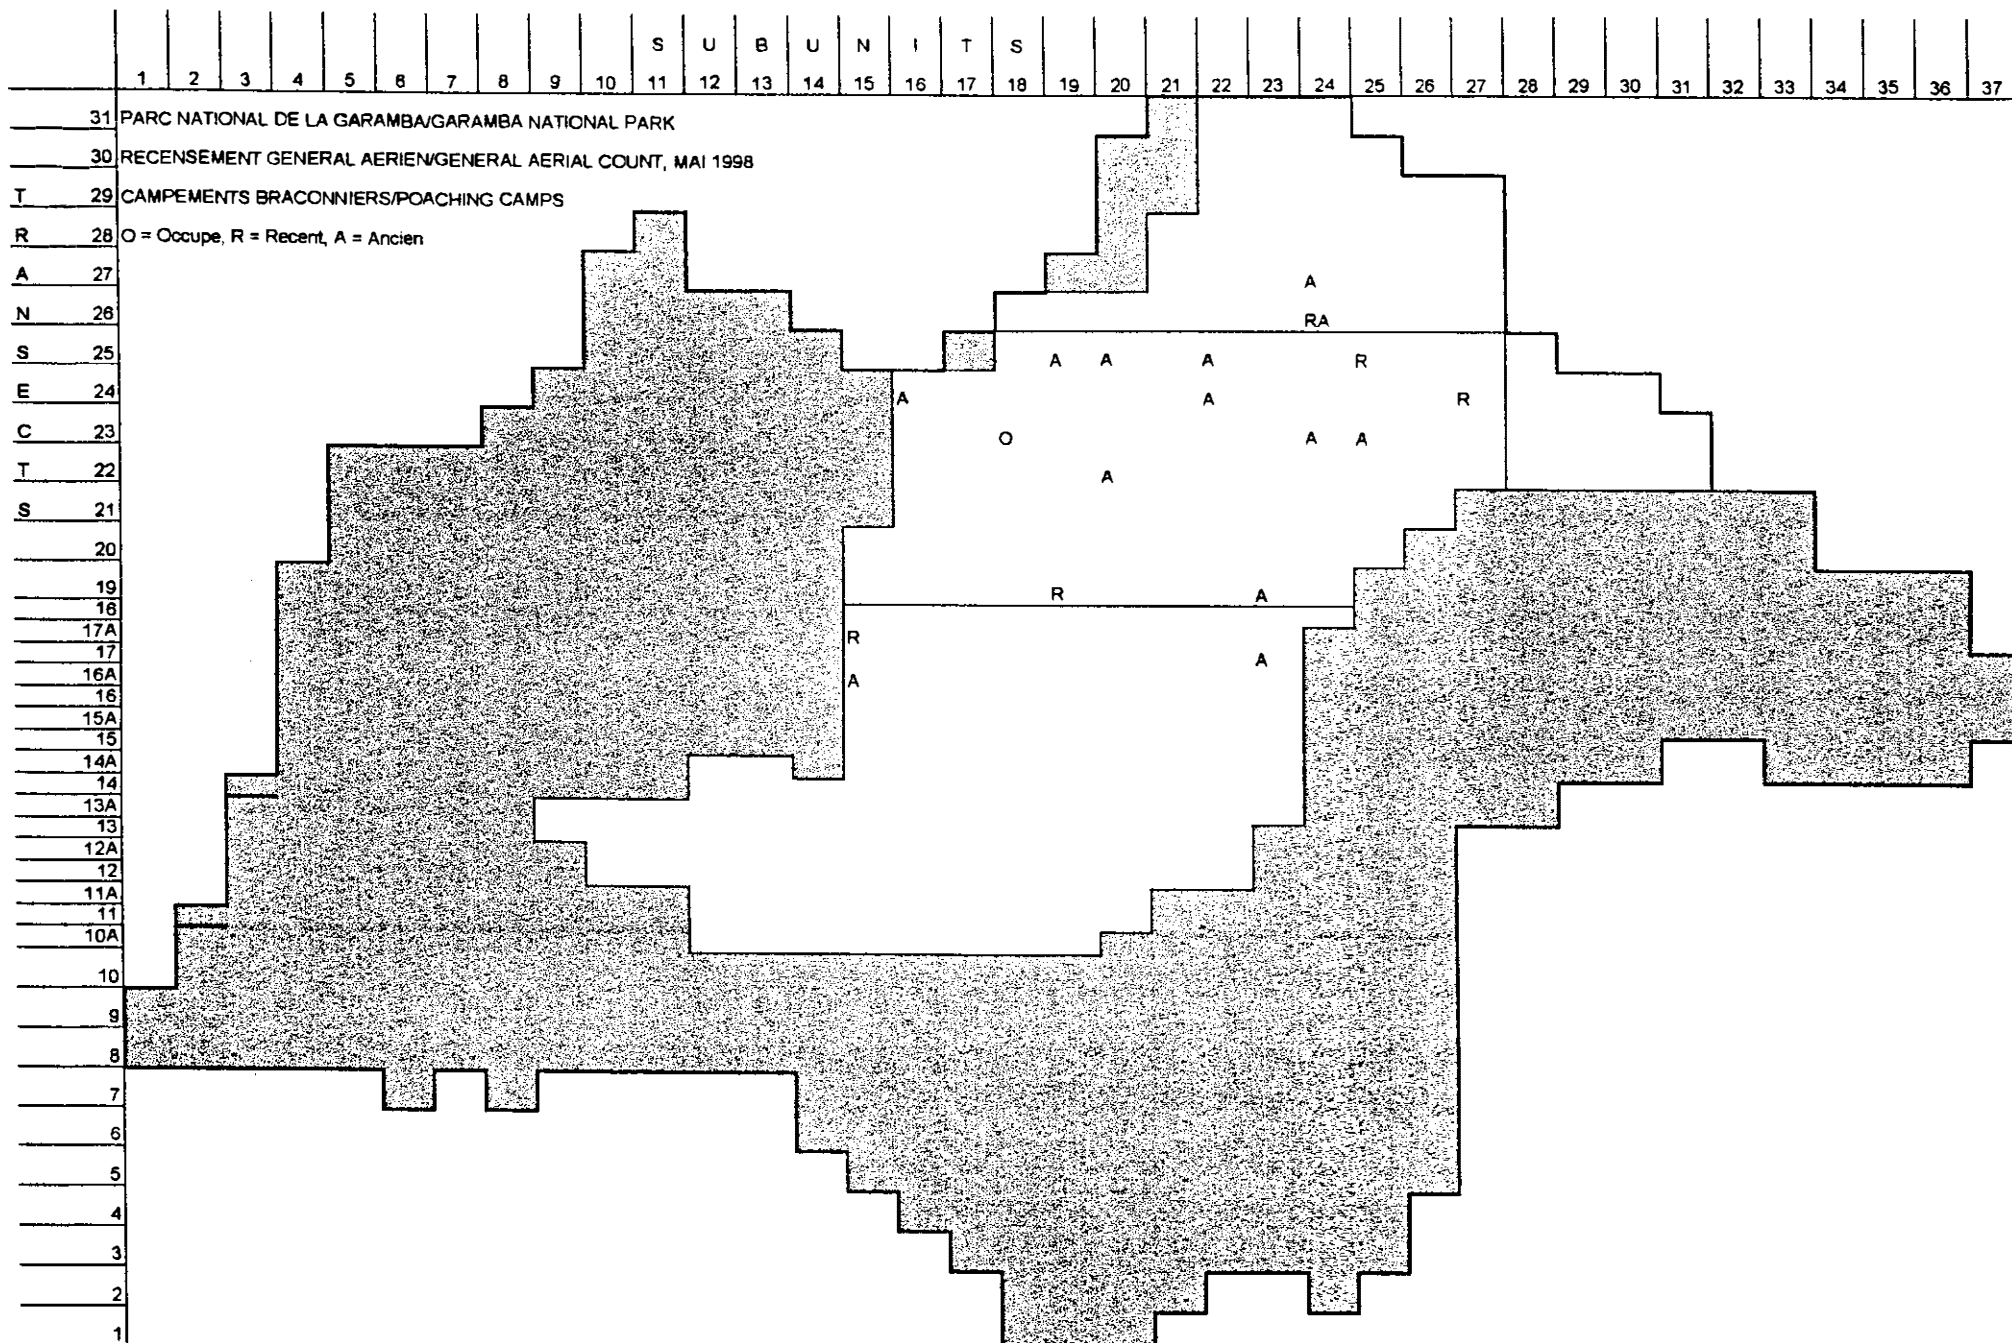 S U B U N I T S
1 2 3 4 5 6 7 8 9 10 11 12 13 14 15 16 17 18 19 20 21 22 23 24 25 26 27 28 29 30 31 32 33 34 35 36 37
31 PARC NATIONAL DE LA GARAMBA/GARAMBA NATIONAL PARK
30 RECENSEMENT GENERAL AERIEN/GENERAL AERIAL COUNT, MAI 1998
T 29 CAMPEMENTS BRACONNIERS/POACHING CAMPS
R 28 O = Occupe, R = Recent, A = Ancien
A 27 A
N 26 RA
S 25 A A A R
E 24 A A R
C 23 O A A
T 22 A
S 21
20
19 R A
16
17A R
17 A
16A A
16
15A
15
14A
14
13A
13
12A
12
11A
11
10A
10
9
8
7
6
5
4
3
2
1